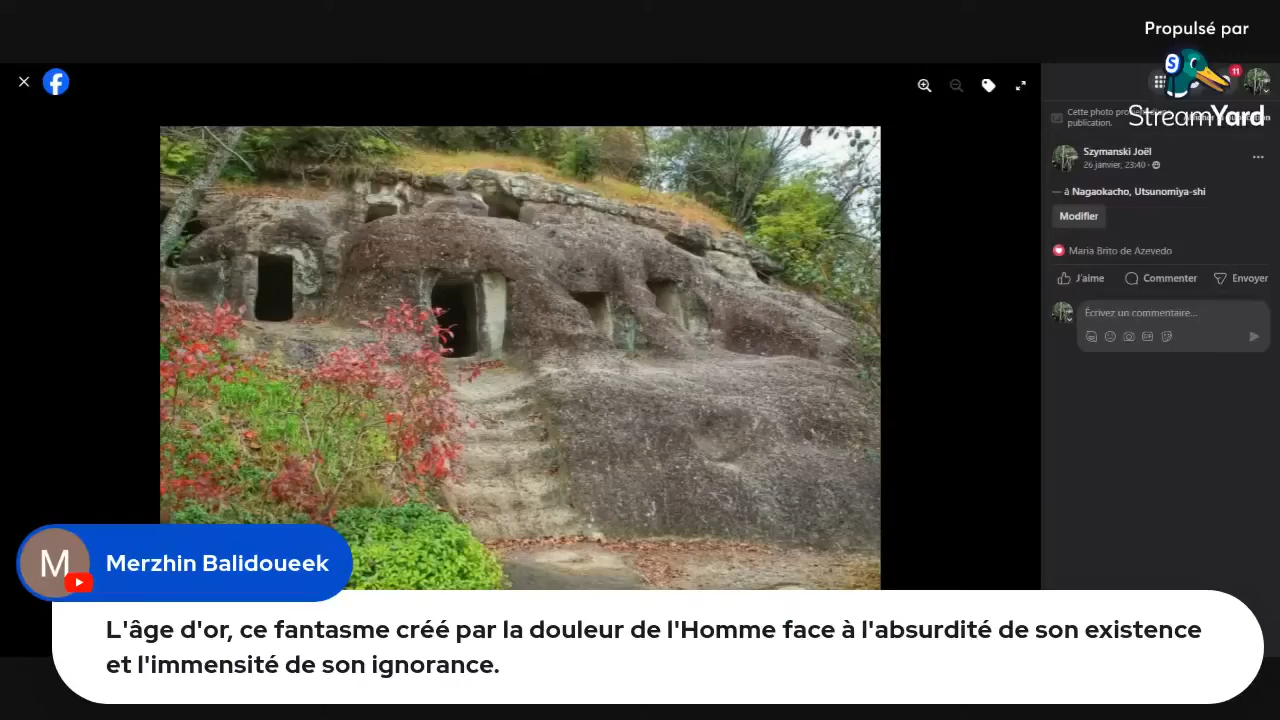 Propulsé par
StreamYard
11
Cette photo
publication.
Szymanski Joël
26 janvier, 23:40
— à Nagaokacho, Utsunomiya-shi
Modifier
Maria Brito de Azevedo
J'aime Commenter Envoyer
Écrivez un commentaire...
Merzhin Balidoueek
L'âge d'or, ce fantasme créé par la douleur de l'Homme face à l'absurdité de son existence
et l'immensité de son ignorance.